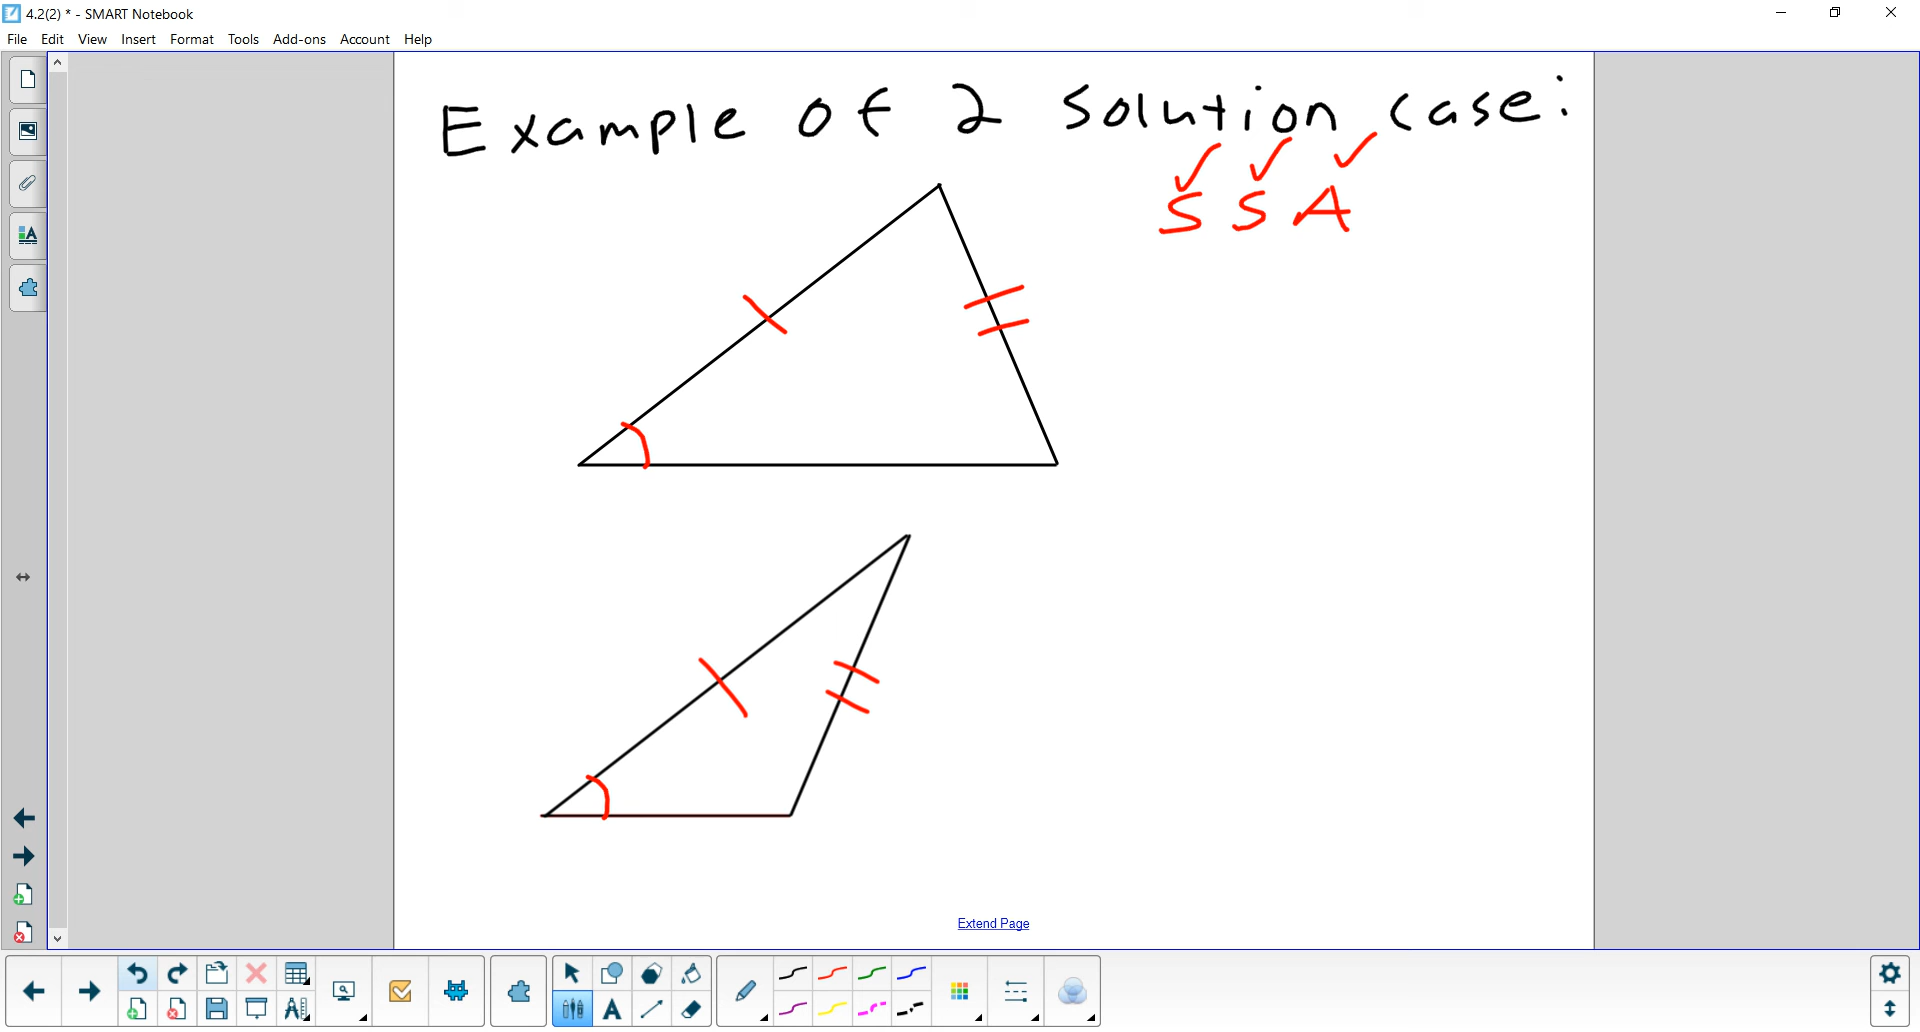 4.2(2) * - SMART Notebook
File Edit View Insert Format Tools Add-ons Account Help
Example of 2 solution case:
S S A
Extend Page